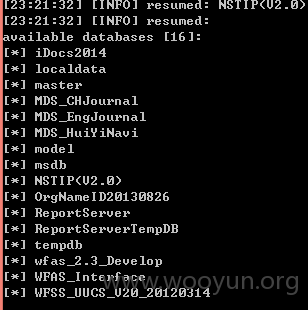 [23:21:32] [INFO] resumed: NSTIP(V2.0)
[23:21:32] [INFO] resumed:
available databases [16]:
[*] iDocs2014
[*] localdata
[*] master
[*] MDS_CHJournal
[*] MDS_EngJournal
[*] MDS_HuiYiNavi
[*] model
[*] msdb
[*] NSTIP(V2.0)
[*] OrgNameID20130826
[*] ReportServer
[*] ReportServerTempDB
[*] tempdb
[*] wfas_2.3_Develop
[*] WFAS_Interface
[*] WFSS_UUCS_V20_20120314
www.wooyun.org